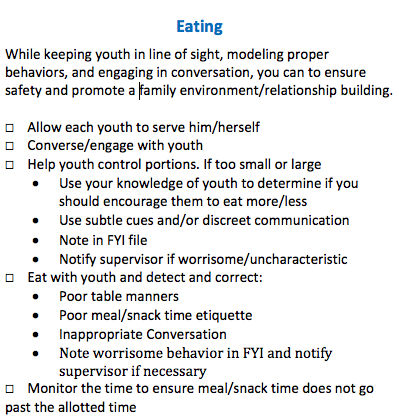 Eating
While keeping youth in line of sight, modeling proper
behaviors, and engaging in conversation, you can to ensure
safety and promote a family environment/relationship building.
□ Allow each youth to serve him/herself
□ Converse/engage with youth
□ Help youth control portions. If too small or large
• Use your knowledge of youth to determine if you
should encourage them to eat more/less
• Use subtle cues and/or discreet communication
• Note in FYI file
• Notify supervisor if worrisome/uncharacteristic
□ Eat with youth and detect and correct:
• Poor table manners
• Poor meal/snack time etiquette
• Inappropriate Conversation
• Note worrisome behavior in FYI and notify
supervisor if necessary
□ Monitor the time to ensure meal/snack time does not go
past the allotted time